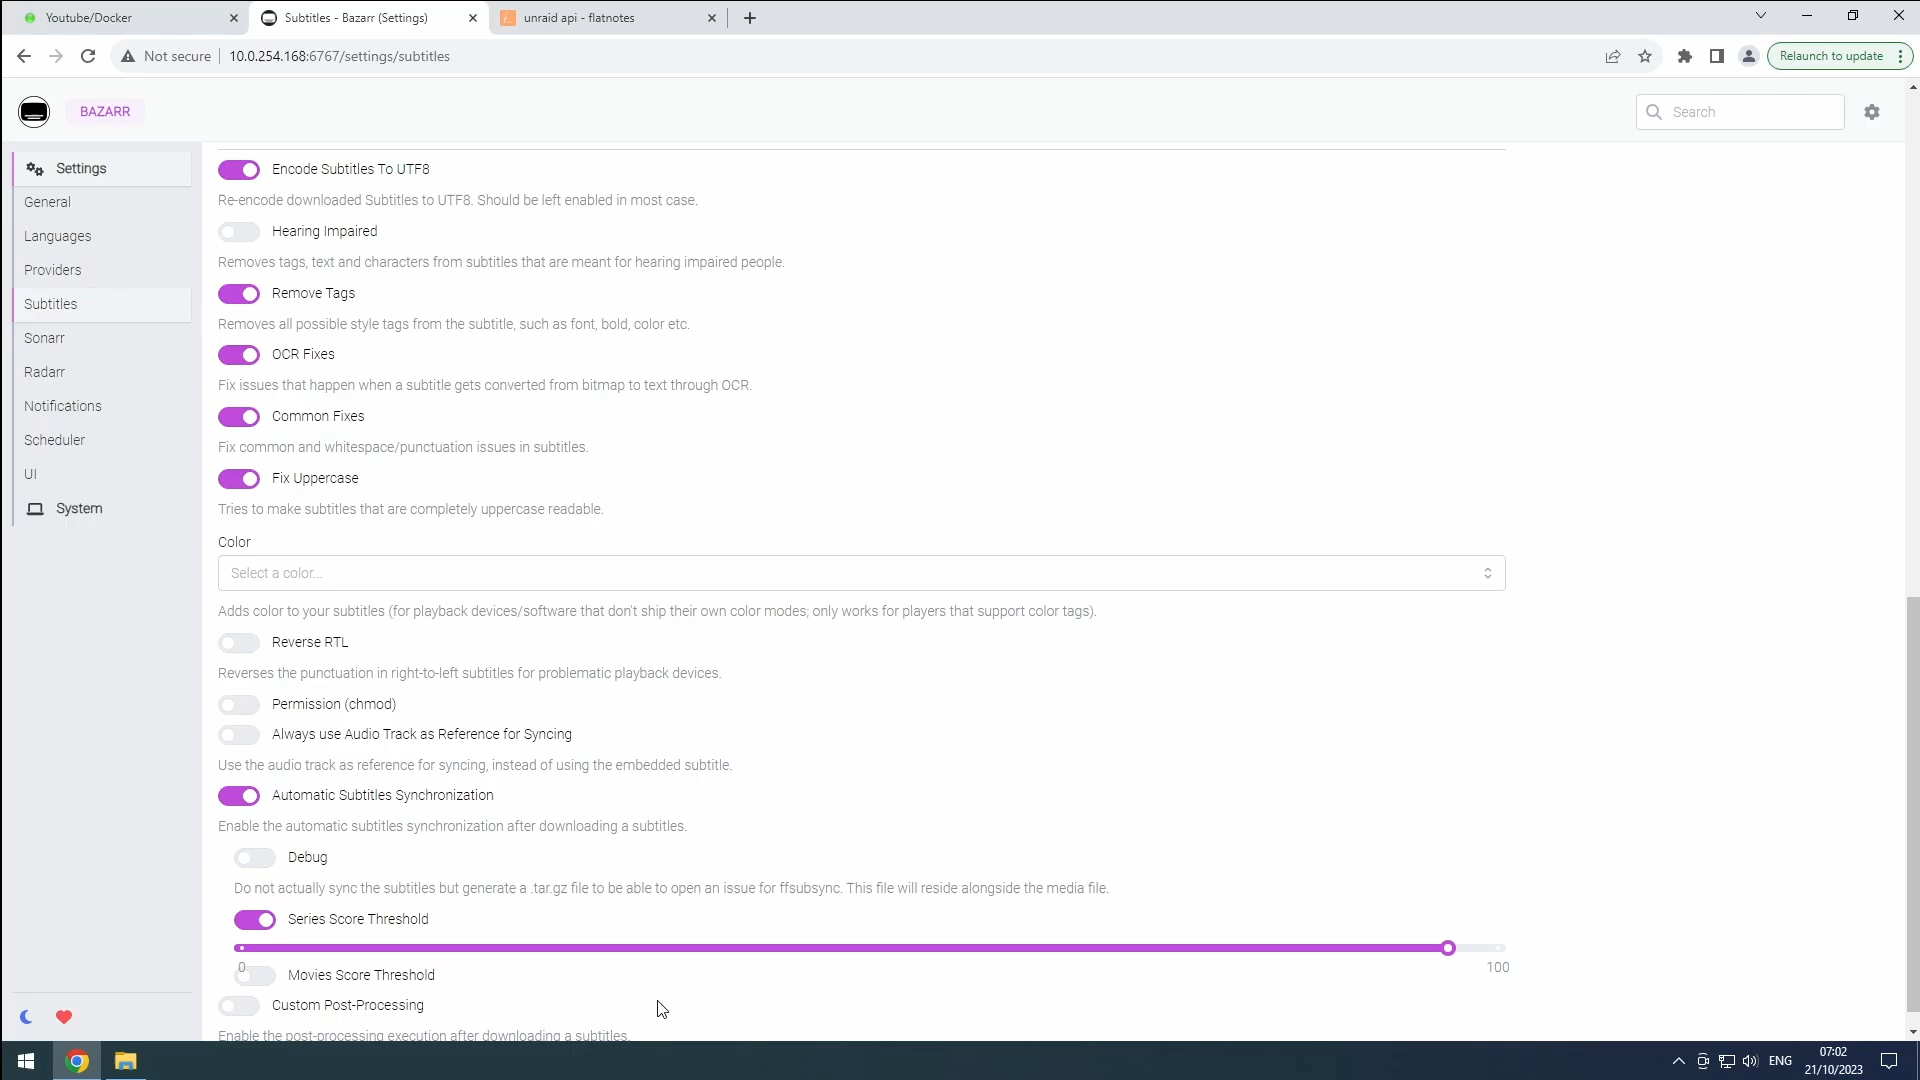 Youtube/Docker
Subtitles - Bazarr (Settings)
unraid api - flatnotes
Not secure
10.0.254.168:6767/settings/subtitles
Relaunch to update
BAZARR
Search
Settings
General
Languages
Providers
Subtitles
Sonarr
Radarr
Notifications
Scheduler
UI
System
Encode Subtitles To UTF8
Re-encode downloaded Subtitles to UTF8. Should be left enabled in most case.
Hearing Impaired
Removes tags, text and characters from subtitles that are meant for hearing impaired people.
Remove Tags
Removes all possible style tags from the subtitle, such as font, bold, color etc.
OCR Fixes
Fix issues that happen when a subtitle gets converted from bitmap to text through OCR.
Common Fixes
Fix common and whitespace/punctuation issues in subtitles.
Fix Uppercase
Tries to make subtitles that are completely uppercase readable.
Color
Select a color...
Adds color to your subtitles (for playback devices/software that don't ship their own color modes; only works for players that support color tags).
Reverse RTL
Reverses the punctuation in right-to-left subtitles for problematic playback devices.
Permission (chmod)
Always use Audio Track as Reference for Syncing
Use the audio track as reference for syncing, instead of using the embedded subtitle.
Automatic Subtitles Synchronization
Enable the automatic subtitles synchronization after downloading a subtitles.
Debug
Do not actually sync the subtitles but generate a .tar.gz file to be able to open an issue for ffsubsync. This file will reside alongside the media file.
Series Score Threshold
0
100
Movies Score Threshold
Custom Post-Processing
Enable the post-processing execution after downloading a subtitles.
ENG
07:02
21/10/2023